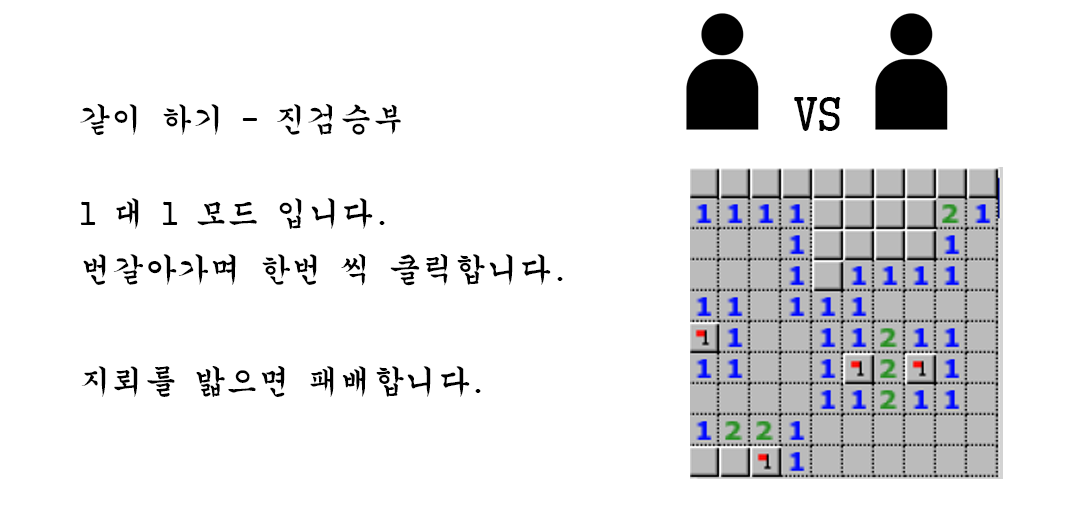 같이 하기 - 진검승부
VS
1 대 1 모드 입니다.
번갈아가며 한번 씩 클릭합니다.
지뢰를 밟으면 패배합니다.
1 1 1 1 2 1
1 1
1 1 1 1 1
1 1 1 1 1
1 1 1 2 1 1
1 1 1 2 1
1 1 2 1 1
1 2 2 1
1